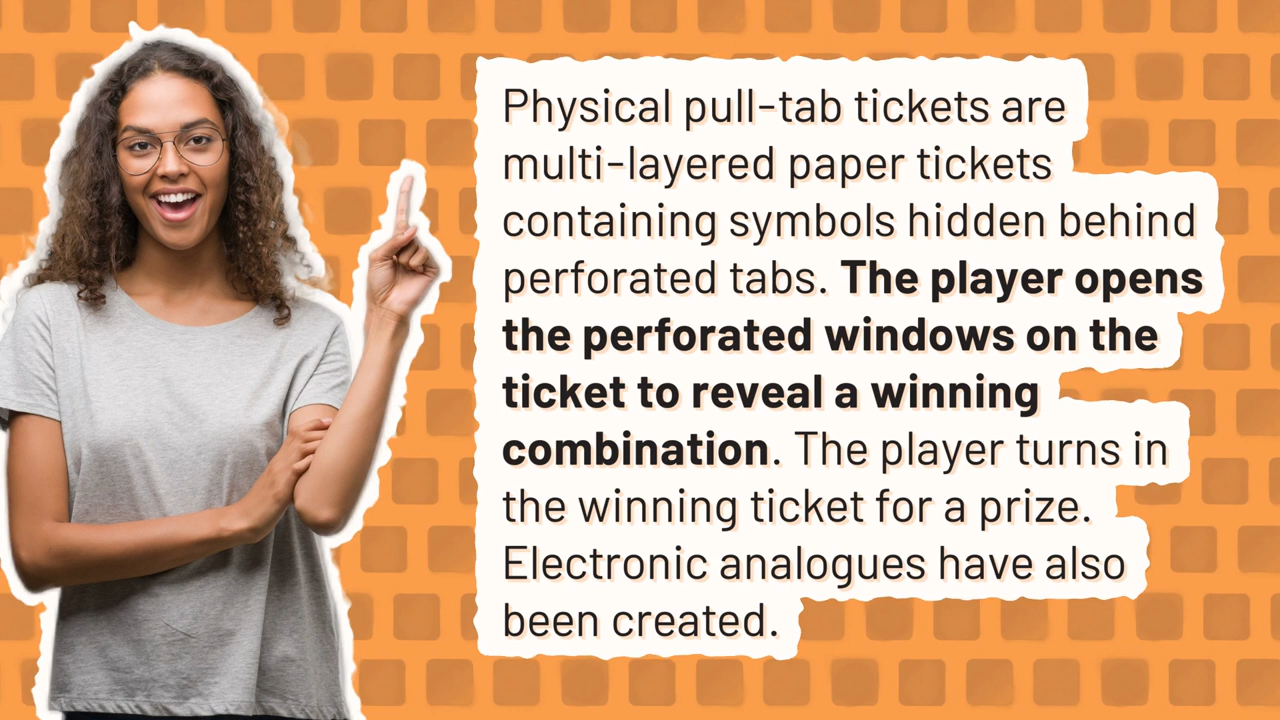 Physical pull-tab tickets are
multi-layered paper tickets
containing symbols hidden behind
perforated tabs. The player opens
the perforated windows on the
ticket to reveal a winning
combination. The player turns in
the winning ticket for a prize.
Electronic analogues have also
been created.